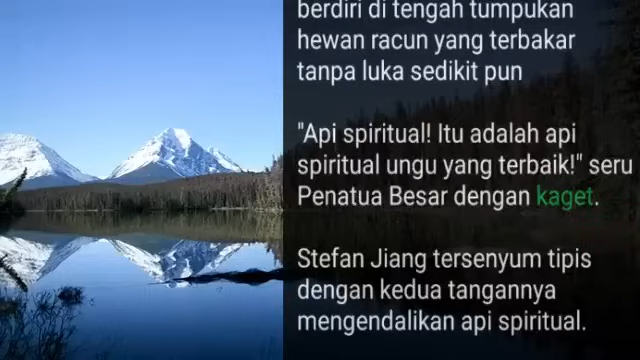 berdiri di tengah tumpukan
hewan racun yang terbakar
tanpa luka sedikit pun
"Api spiritual! Itu adalah api
spiritual ungu yang terbaik!" seru
Penatua Besar dengan kaget.
Stefan Jiang tersenyum tipis
dengan kedua tangannya
mengendalikan api spiritual.